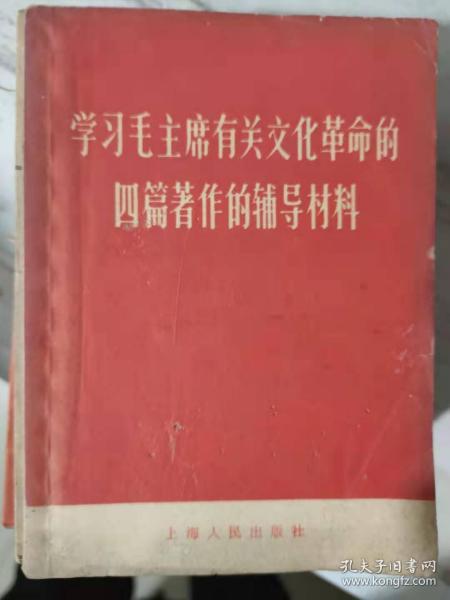 学习毛主席有关文化革命的
四篇著作的辅导材料
上海人民出版社
孔夫子旧书网
www.kongfz.com